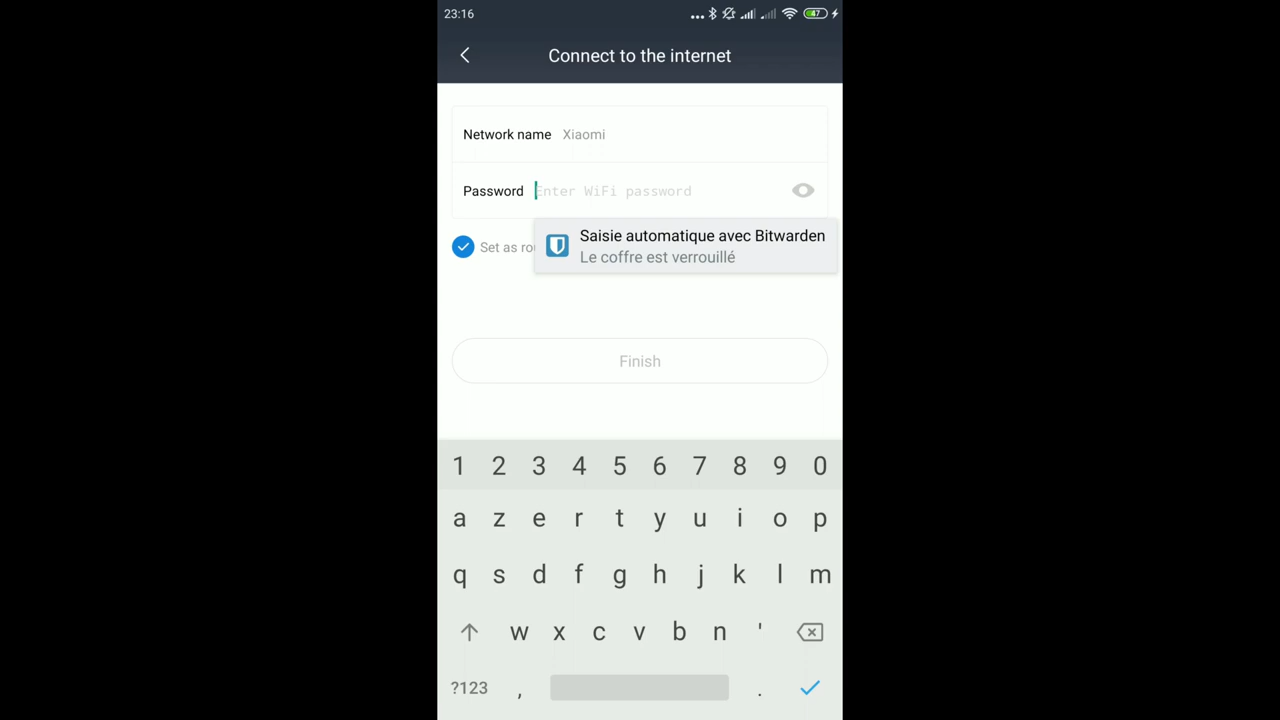 23:16
47
Connect to the internet
Network name Xiaomi
Password Enter WiFi password
Set as ro
Saisie automatique avec Bitwarden
Le coffre est verrouillé
Finish
1 2 3 4 5 6 7 8 9 0
a z e r t y u i o p
q s d f g h j k l m
w x c v b n '
?123 , .